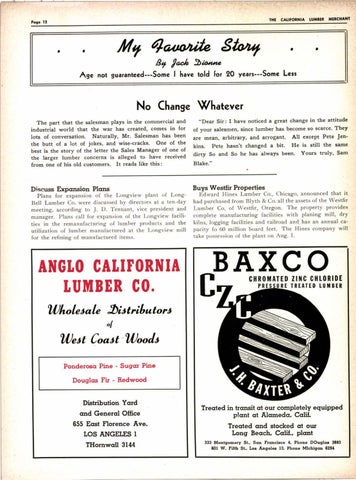 Page 12
THE CALIFORNIA LUMBER MERCHANT
. . My Favorite Story . .
By Jack Dionne
Age not guaranteed---Some I have told for 20 years---Some Less
No Change Whatever
The part that the salesman plays in the commercial and
industrial world that the war has created, comes in for
lots of conversation. Naturally, Mr. Salesman has been
the butt of a lot of jokes, and wise-cracks. One of the
best is the story of the letter the Sales Manager of one of
the larger lumber concerns is alleged to have received
from one of his old customers. It reads like this:
"Dear Sir: I have noticed a great change in the attitude
of your salesmen, since lumber has become so scarce. They
are mean, arbitrary, and arrogant. All except Pete Jen-
kins. Pete hasn't changed a bit. He is still the same
dirty So and So he has always been. Yours truly, Sam
Blake."
Discuss Expansion Plans
Plans for expansion of the Longview plant of Long-
Bell Lumber Co. were discussed by directors at a ten-day
meeting, according to J. D. Tennant, vice president and
manager. Plans call for expansion of the Longview facili-
ties in the remanufacturing of lumber products and the
utilization of lumber manufactured at the Longview mill
for the refining of manufactured items.
Buys Westfir Properties
Edward Hines Lumber Co., Chicago, announced that it
had purchased from Blyth & Co. all the assets of the Westfir
Lumber Co. of Westfir, Oregon. The property provides
complete manufacturing facilities with planing mill, dry
kilns, logging facilities and railroad and has an annual ca-
pacity for 60 million board feet. The Hines company will
take possession of the plant on Aug. 1.
ANGLO CALIFORNIA
LUMBER CO.
Wholesale Distributors
of
West Coast Woods
Ponderosa Pine - Sugar Pine
Douglas Fir - Redwood
Distribution Yard
and General Office
655 East Florence Ave.
LOS ANGELES 1
THornwall 3144
BAXCO
CZC
CHROMATED ZINC CHLORIDE
PRESSURE TREATED LUMBER
J. H. BAXTER & CO.
Treated in transit at our completely equipped
plant at Alameda, Calif.
Treated and stocked at our
Long Beach, Calif., plant
333 Montgomery St., San Francisco 4, Phone DOuglas 3883
601 W. Fifth St., Los Angeles 13, Phone MIchigan 6294